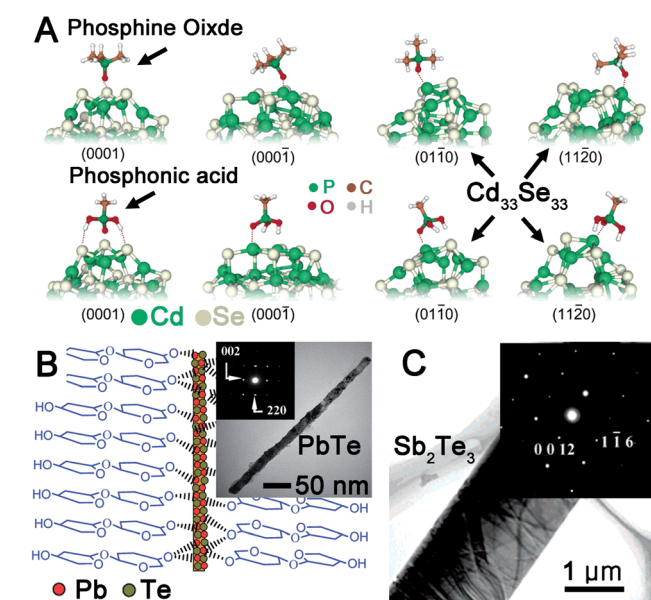 A
Phosphine Oixde
(0001)
(0001̄)
(011̄0)
(112̄0)
Phosphonic acid
P C
O H
Cd₃₃Se₃₃
(0001)
(0001̄)
(011̄0)
(112̄0)
Cd Se
B
O O O
O O O
HO O O O
HO O O O
HO O O O
HO O O O
HO O O O
HO O O O
O O O OH
O O O OH
O O O OH
002
220
PbTe
50 nm
Pb Te
C
Sb₂Te₃
0 0 12
1 1̄ 6
1 µm